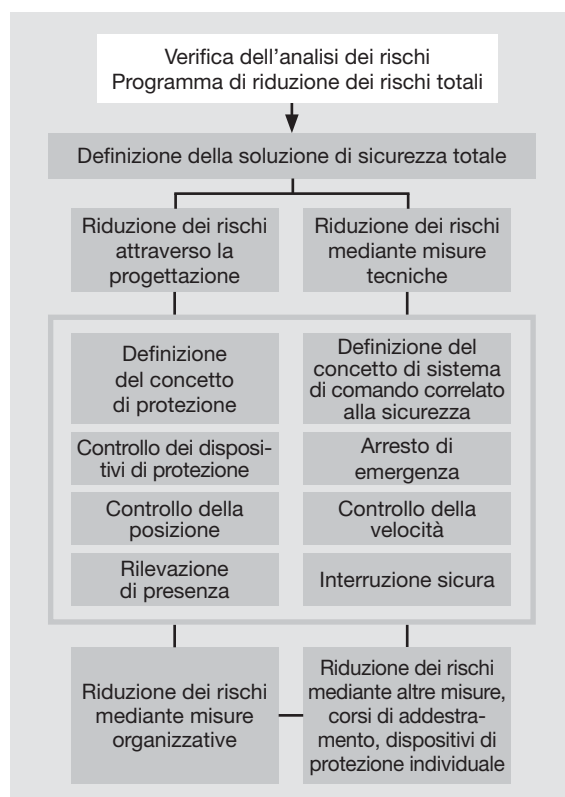 Verifica dell'analisi dei rischi
Programma di riduzione dei rischi totali
Definizione della soluzione di sicurezza totale
Riduzione dei rischi
attraverso la
progettazione
Riduzione dei rischi
mediante misure
tecniche
Definizione
del concetto
di protezione
Definizione del
concetto di sistema
di comando correlato
alla sicurezza
Controllo dei disposi-
tivi di protezione
Arresto di
emergenza
Controllo della
posizione
Controllo della
velocità
Rilevazione
di presenza
Interruzione sicura
Riduzione dei rischi
mediante misure
organizzative
Riduzione dei rischi
mediante altre misure,
corsi di addestra-
mento, dispositivi di
protezione individuale